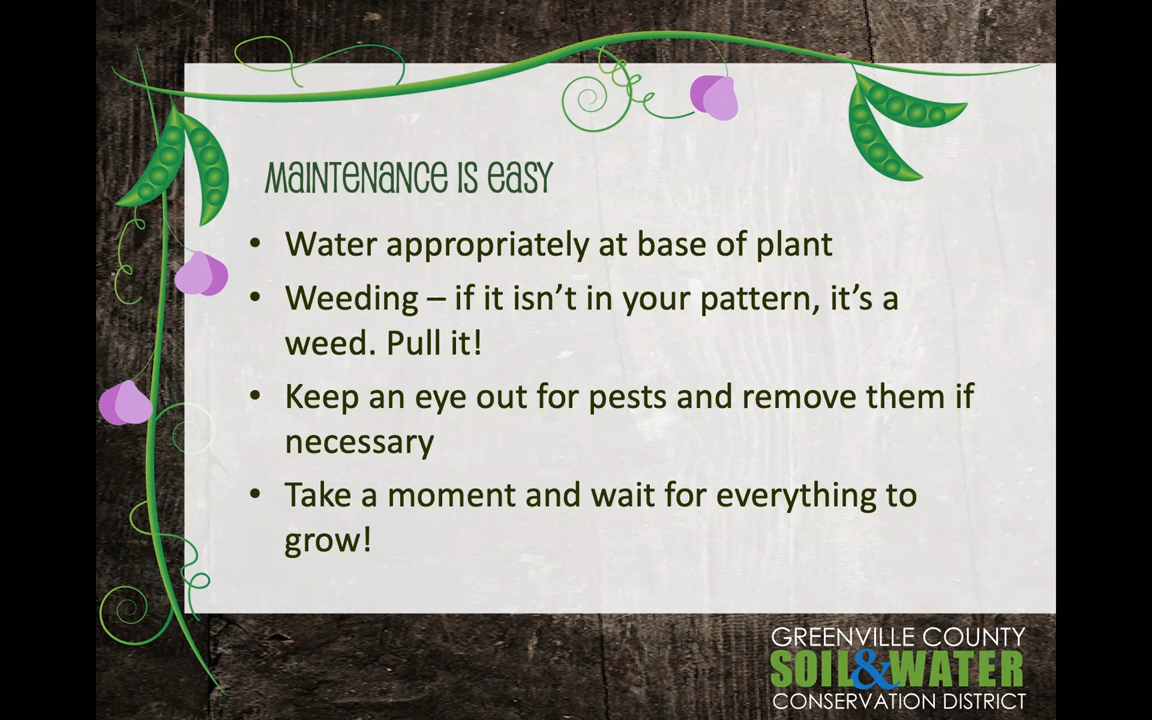 MAINTENANCE IS EASY
• Water appropriately at base of plant
• Weeding – if it isn’t in your pattern, it’s a
weed. Pull it!
• Keep an eye out for pests and remove them if
necessary
• Take a moment and wait for everything to
grow!
GREENVILLE COUNTY
SOIL&WATER
CONSERVATION DISTRICT